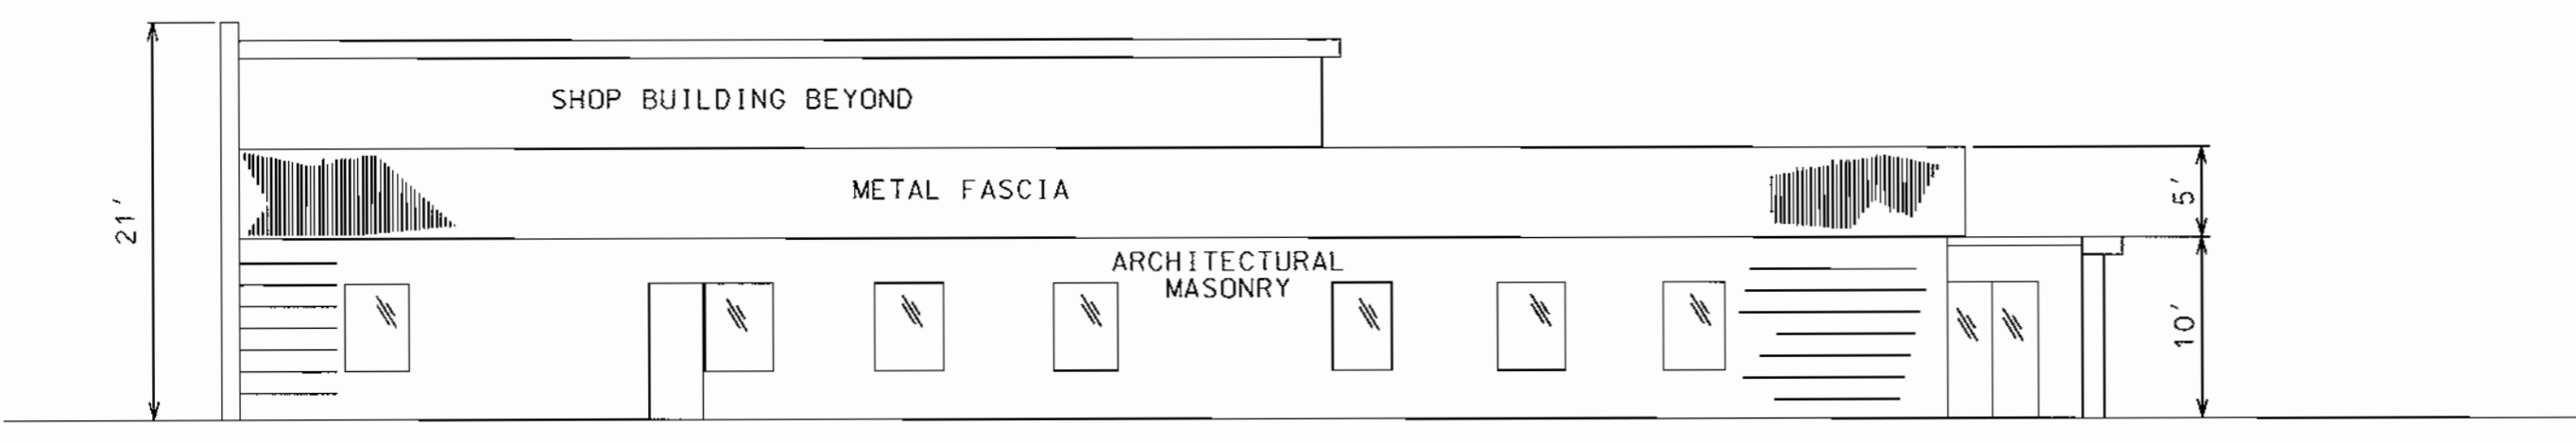 SHOP BUILDING BEYOND
METAL FASCIA
ARCHITECTURAL
MASONRY
21'
5'
10'